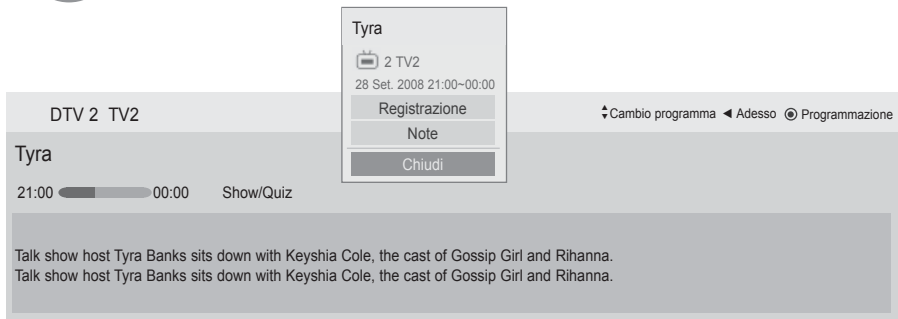 Tyra
2 TV2
28 Set. 2008 21:00~00:00
Registrazione
Note
Chiudi
DTV 2 TV2
Cambio programma ◄ Adesso ◉ Programmazione
Tyra
21:00 00:00 Show/Quiz
Talk show host Tyra Banks sits down with Keyshia Cole, the cast of Gossip Girl and Rihanna.
Talk show host Tyra Banks sits down with Keyshia Cole, the cast of Gossip Girl and Rihanna.